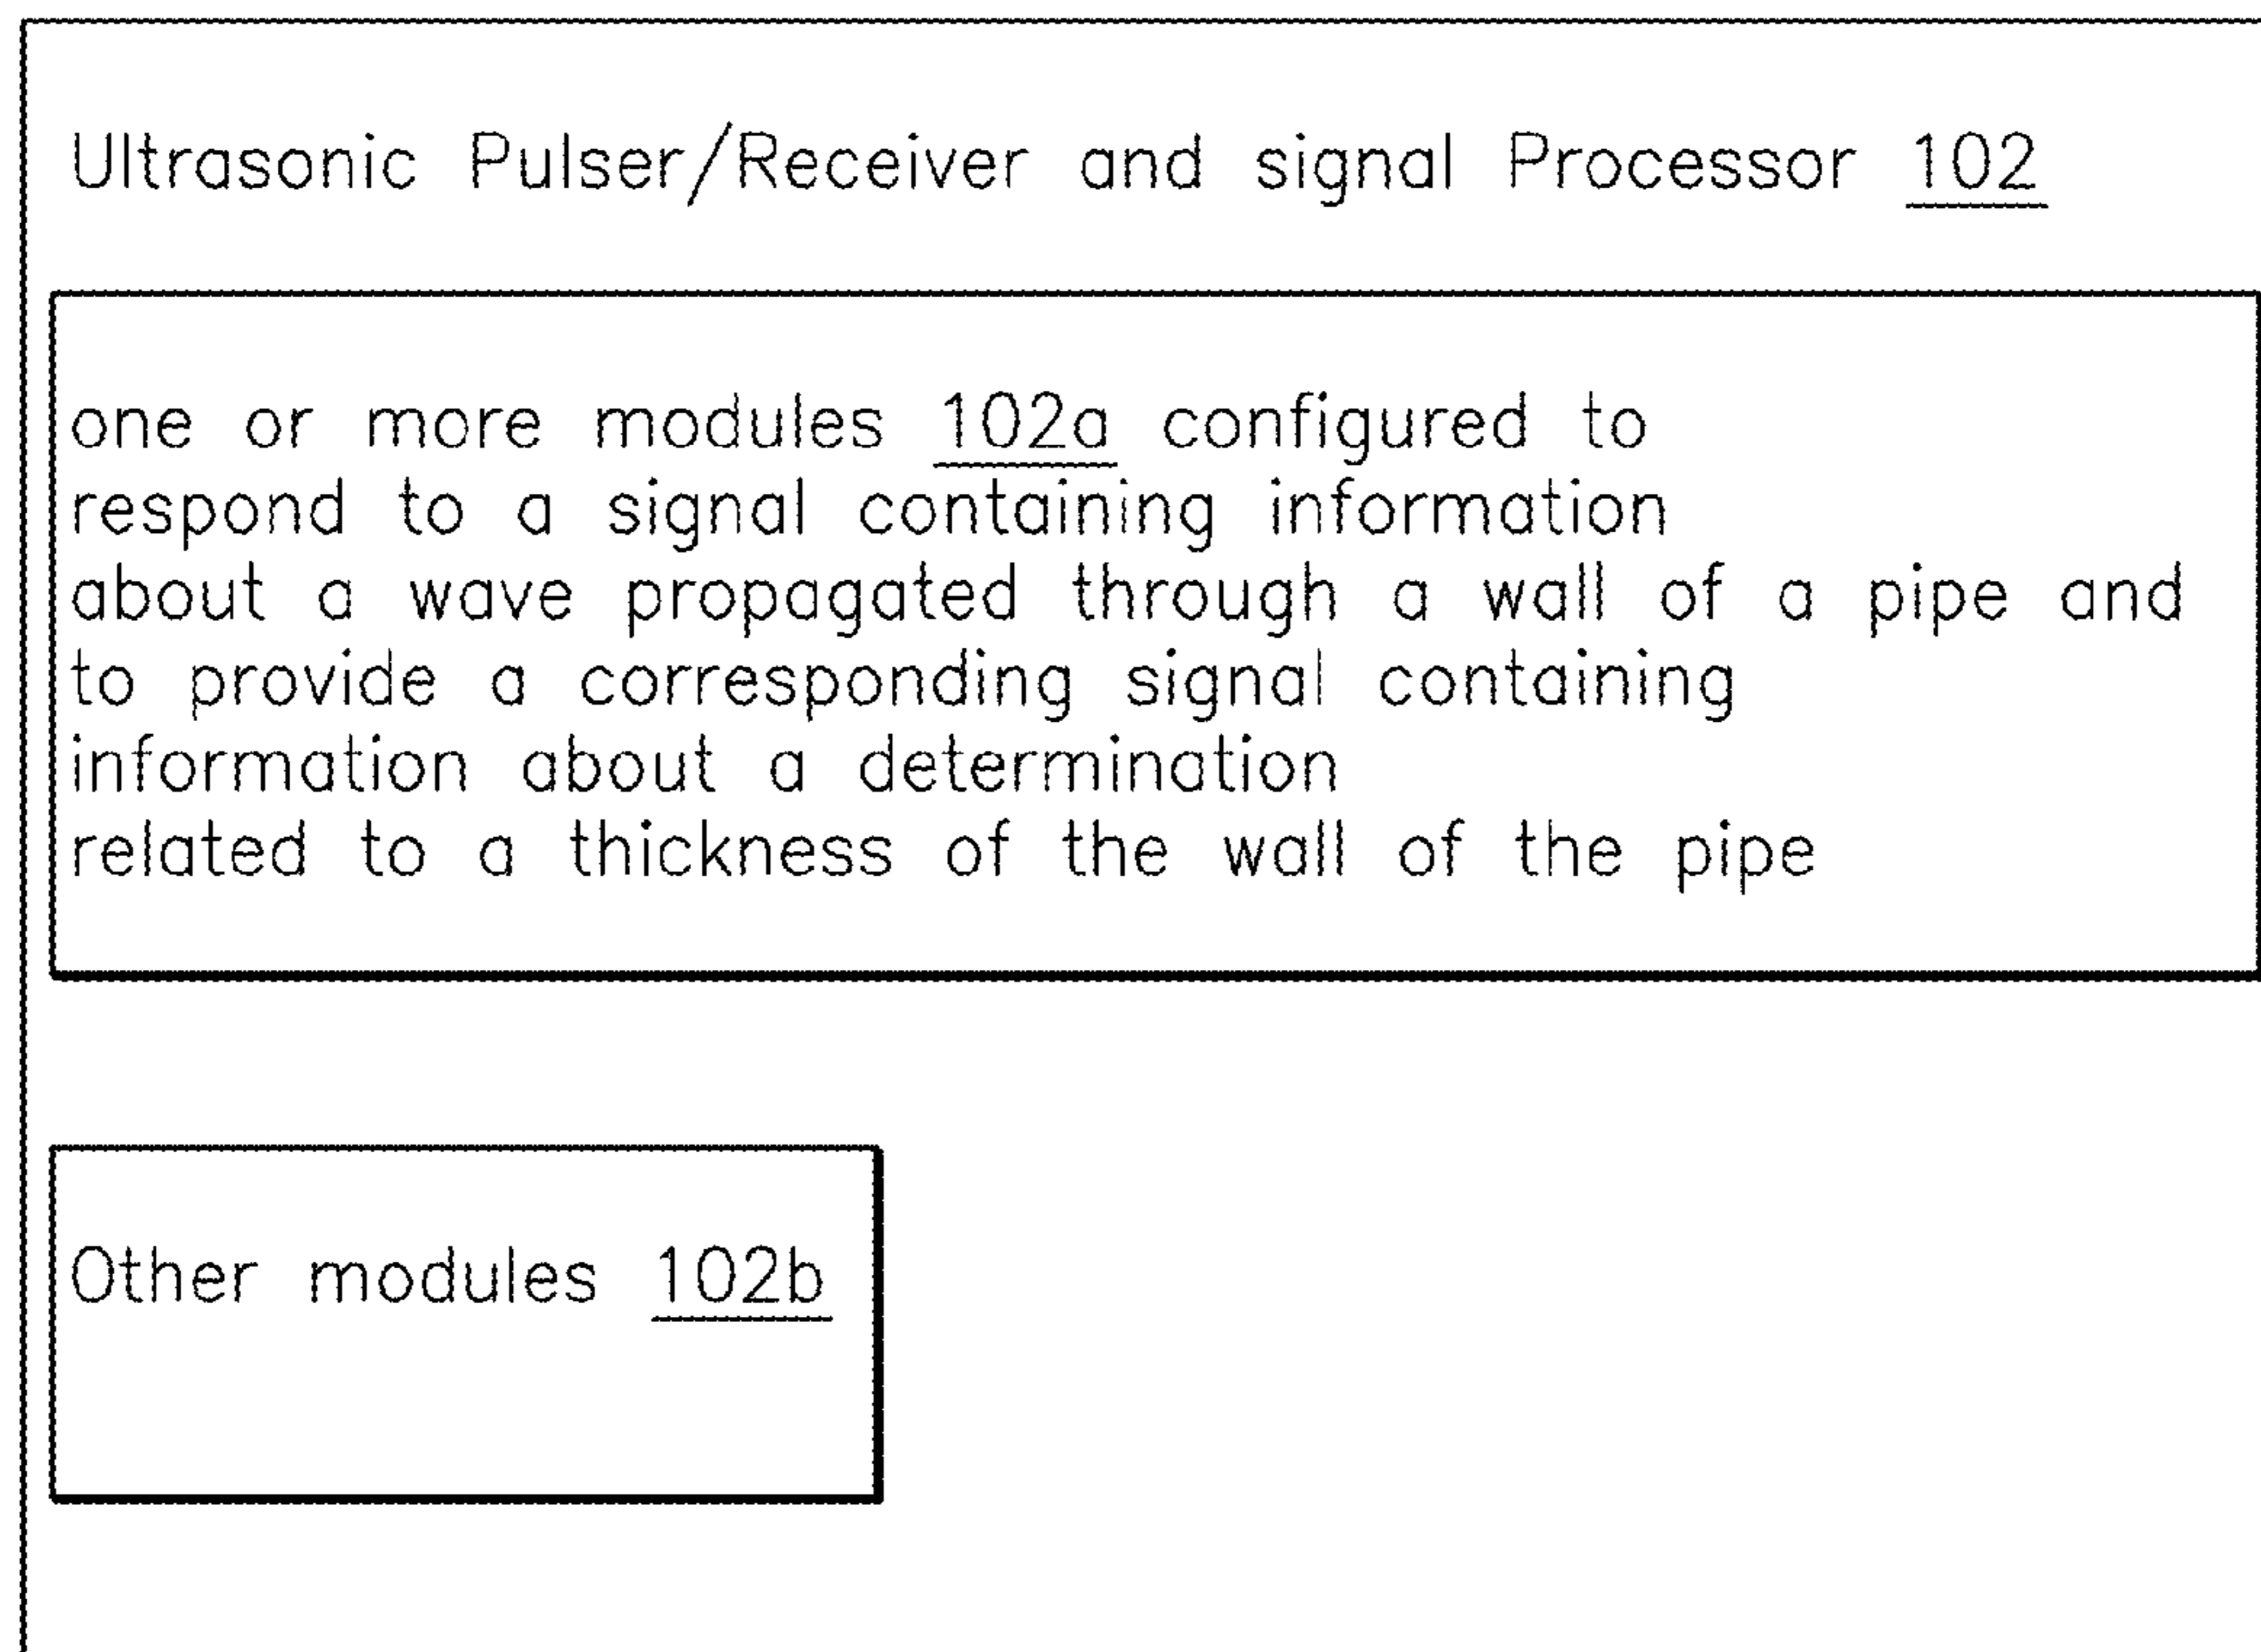 Ultrasonic Pulser/Receiver and signal Processor 102
one or more modules 102a configured to
respond to a signal containing information
about a wave propagated through a wall of a pipe and
to provide a corresponding signal containing
information about a determination
related to a thickness of the wall of the pipe
Other modules 102b